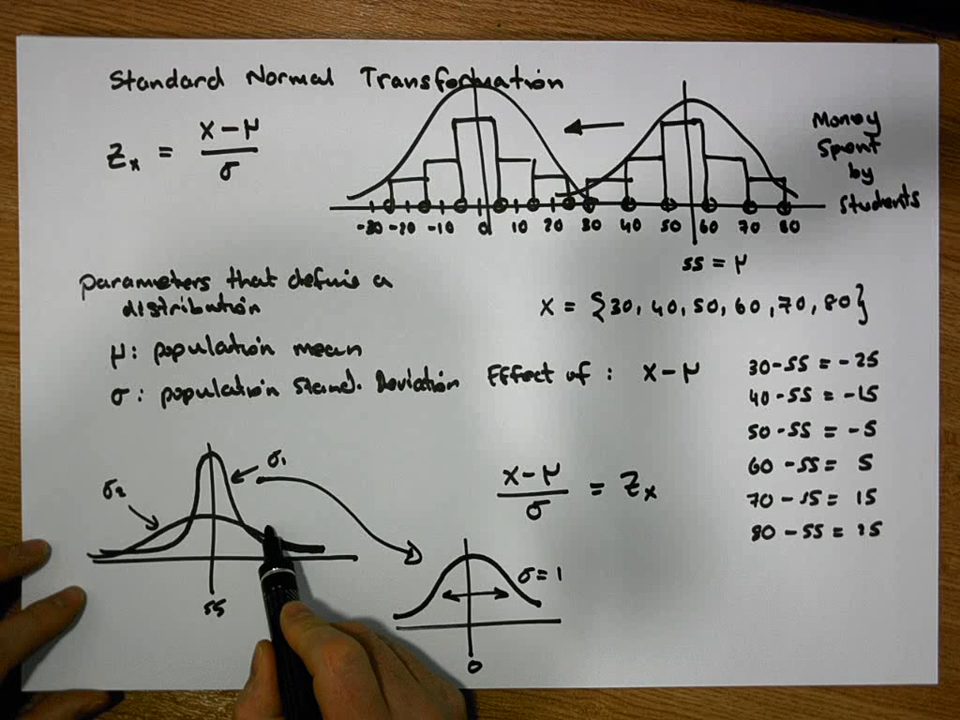 Standard Normal Transformation
Zx = x-μ / σ
Money
Spent
by
Students
-30 -20 -10 0 10 20 30 40 50 60 70 80
55 = μ
parameters that define a
distribution
x = {30, 40, 50, 60, 70, 80}
μ: population mean
σ: population Stand. Deviation
Effect of : x-μ
30-55 = -25
40-55 = -15
50-55 = -5
60-55 = 5
70-55 = 15
80-55 = 25
σ1
σ2
x-μ / σ = Zx
55
σ=1
0